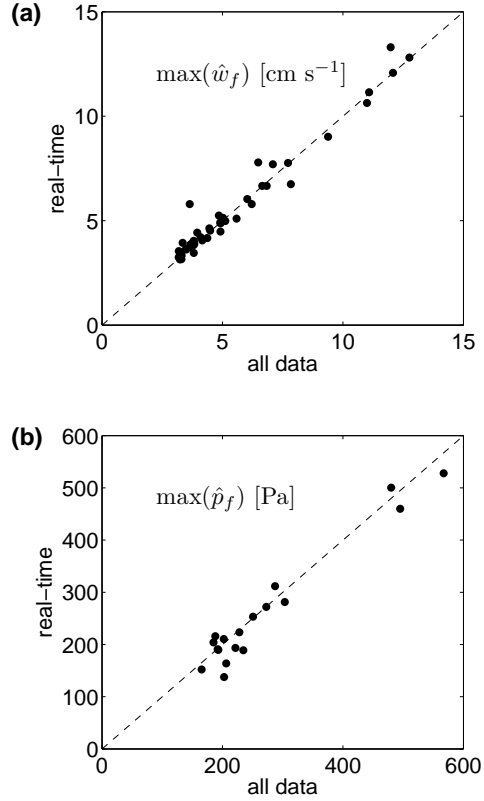 (a)
15
max(ŵ_f) [cm s⁻¹]
10
real−time
5
0
0 5 10 15
all data
(b)
600
max(p̂_f) [Pa]
500
400
real−time
300
200
100
0
0 200 400 600
all data